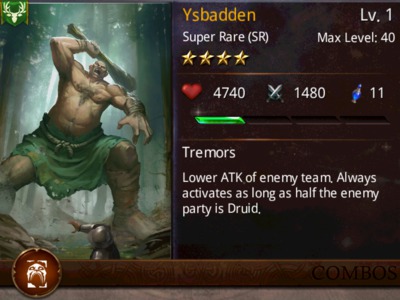 Ysbadden Lv. 1
Super Rare (SR) Max Level: 40
4740 1480 11
Tremors
Lower ATK of enemy team. Always
activates as long as half the enemy
party is Druid.
COMBOS